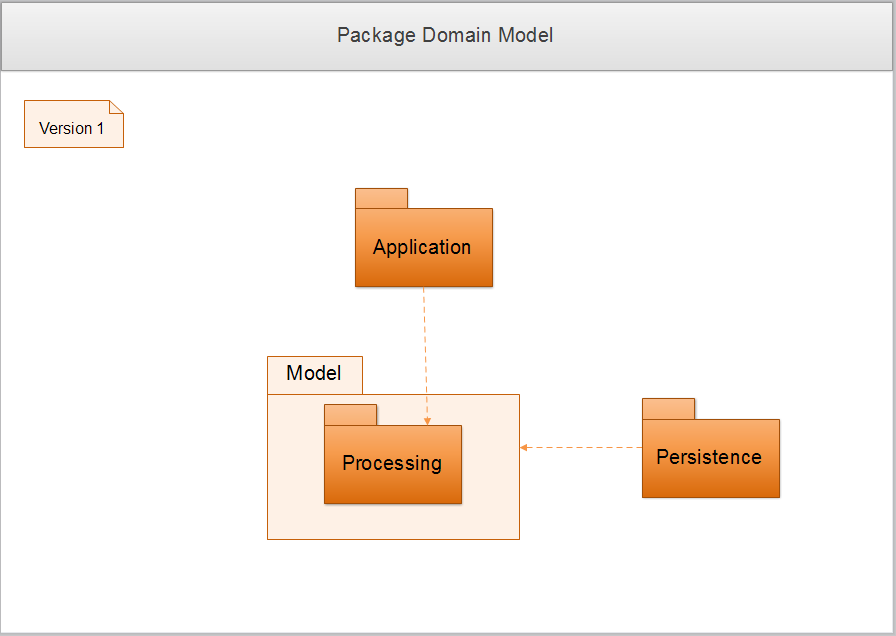 Package Domain Model
Version 1
Application
Model
Processing
Persistence